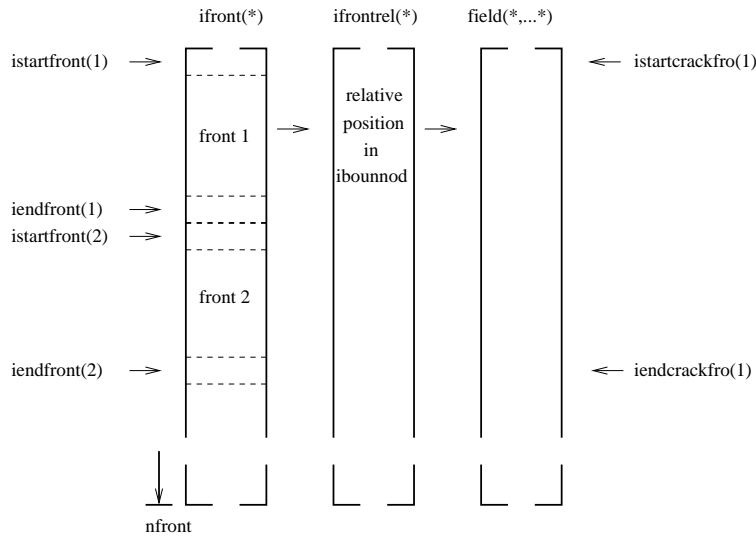 ifront(*) ifrontrel(*) field(*,...*)
istartfront(1) istartcrackfro(1)
relative
position
in
ibounnod
front 1
iendfront(1)
istartfront(2)
front 2
iendfront(2) iendcrackfro(1)
nfront